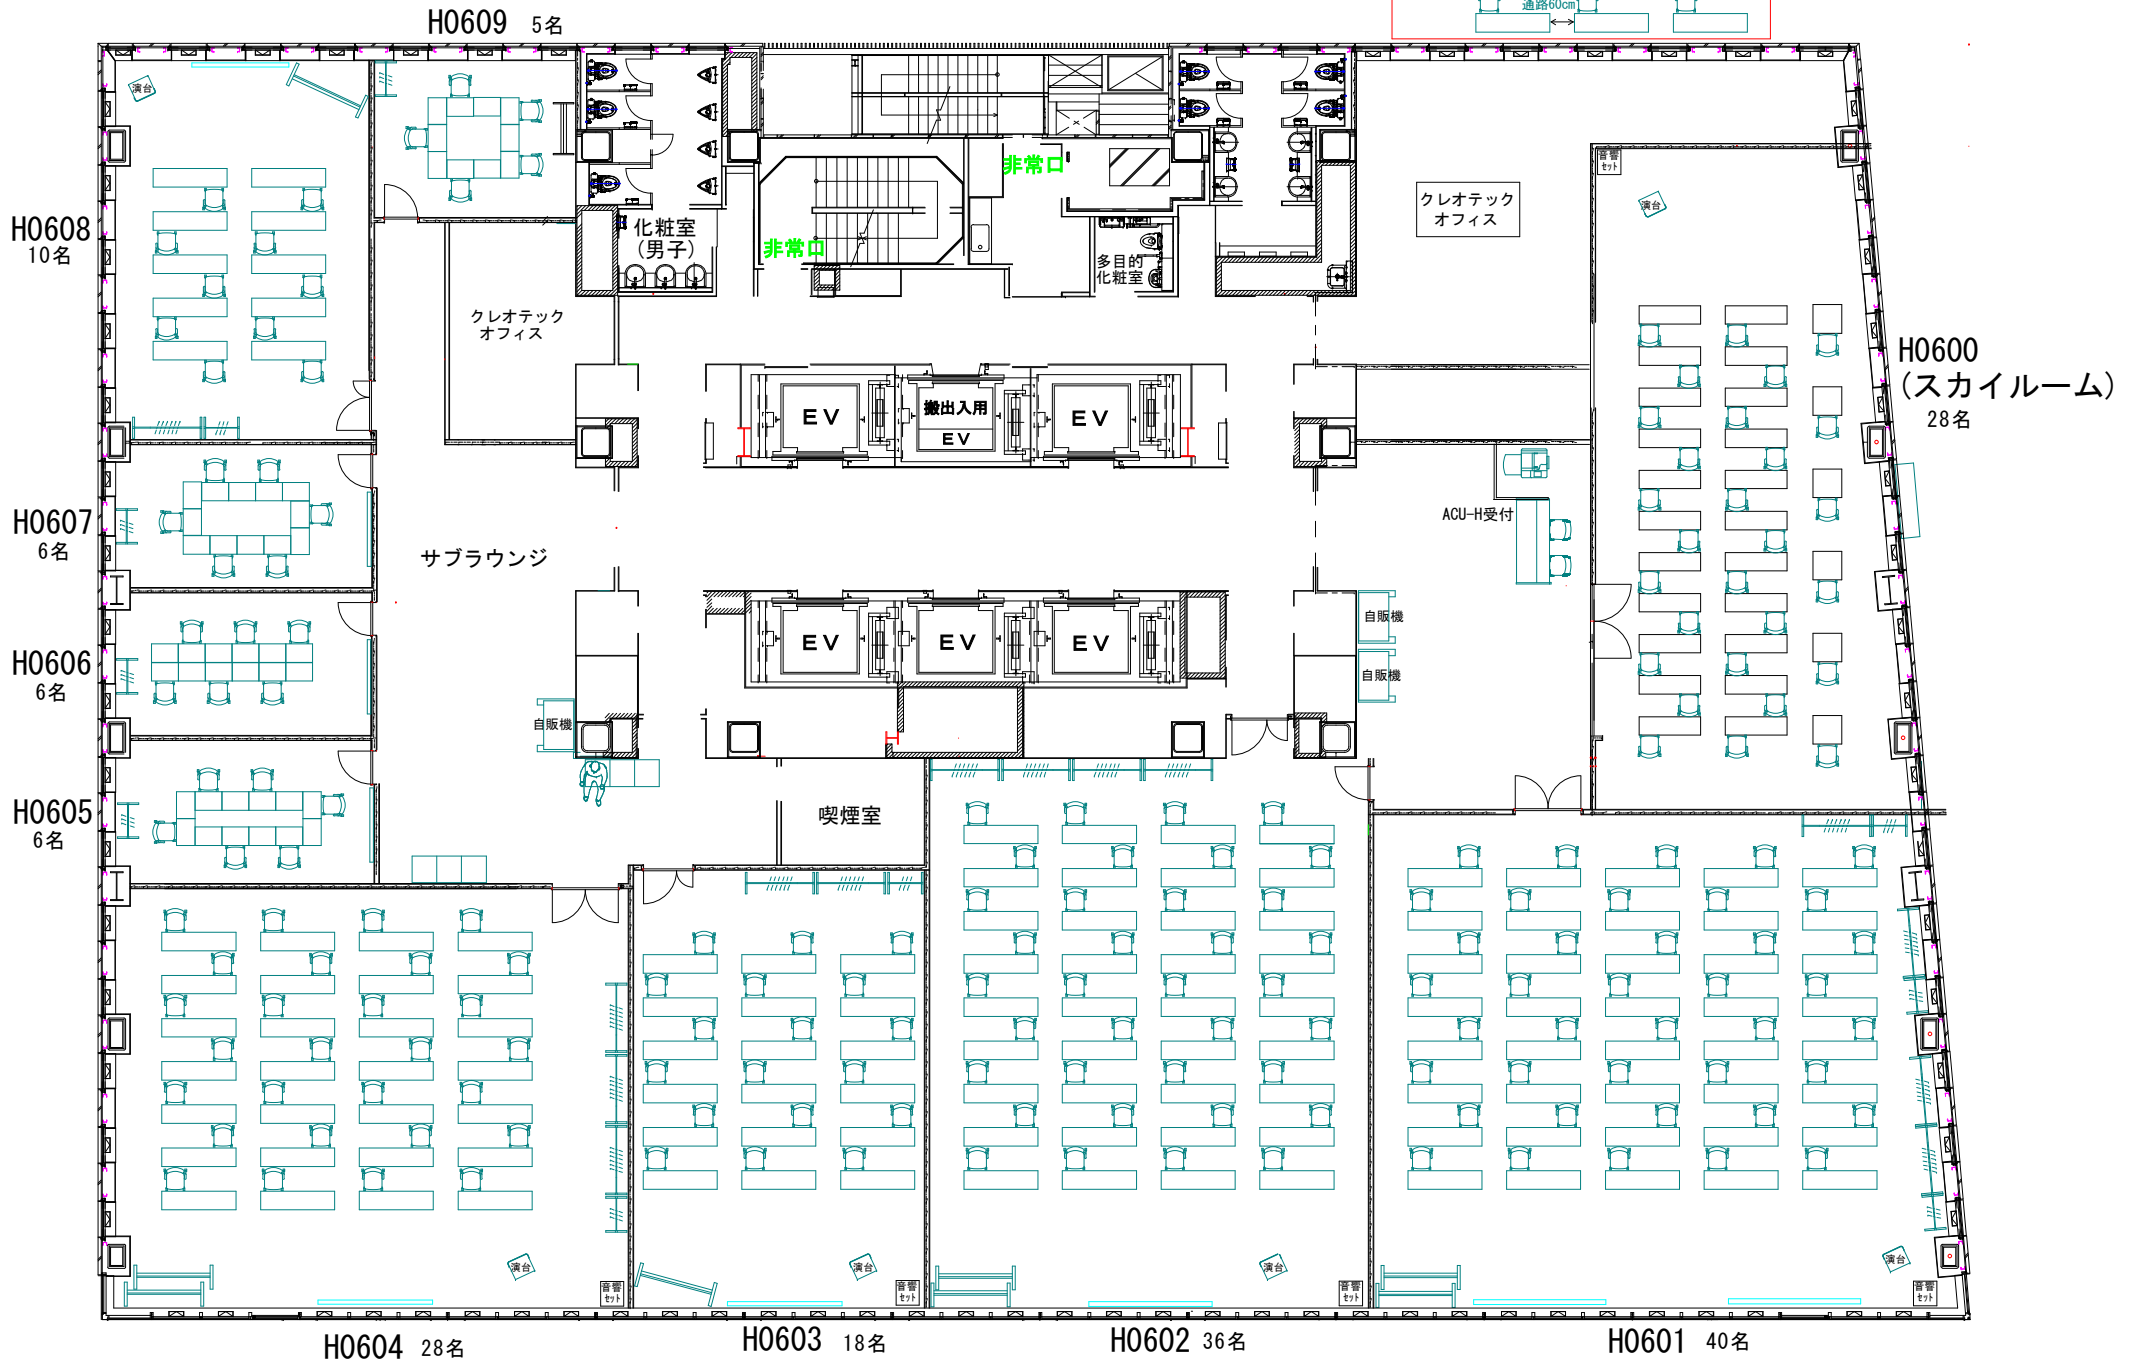 通路60cm
H0609 5名
演台
化粧室
(男子)
非常口
非常口
多目的
化粧室
クレオテック
オフィス
音響
セット
演台
H0608
10名
クレオテック
オフィス
H0600
(スカイルーム)
28名
EV
搬出入用
EV
EV
H0607
6名
サブラウンジ
ACU-H受付
自販機
自販機
EV
EV
EV
H0606
6名
自販機
H0605
6名
喫煙室
演台
音響
セット
演台
音響
セット
演台
音響
セット
演台
音響
セット
H0604 28名
H0603 18名
H0602 36名
H0601 40名